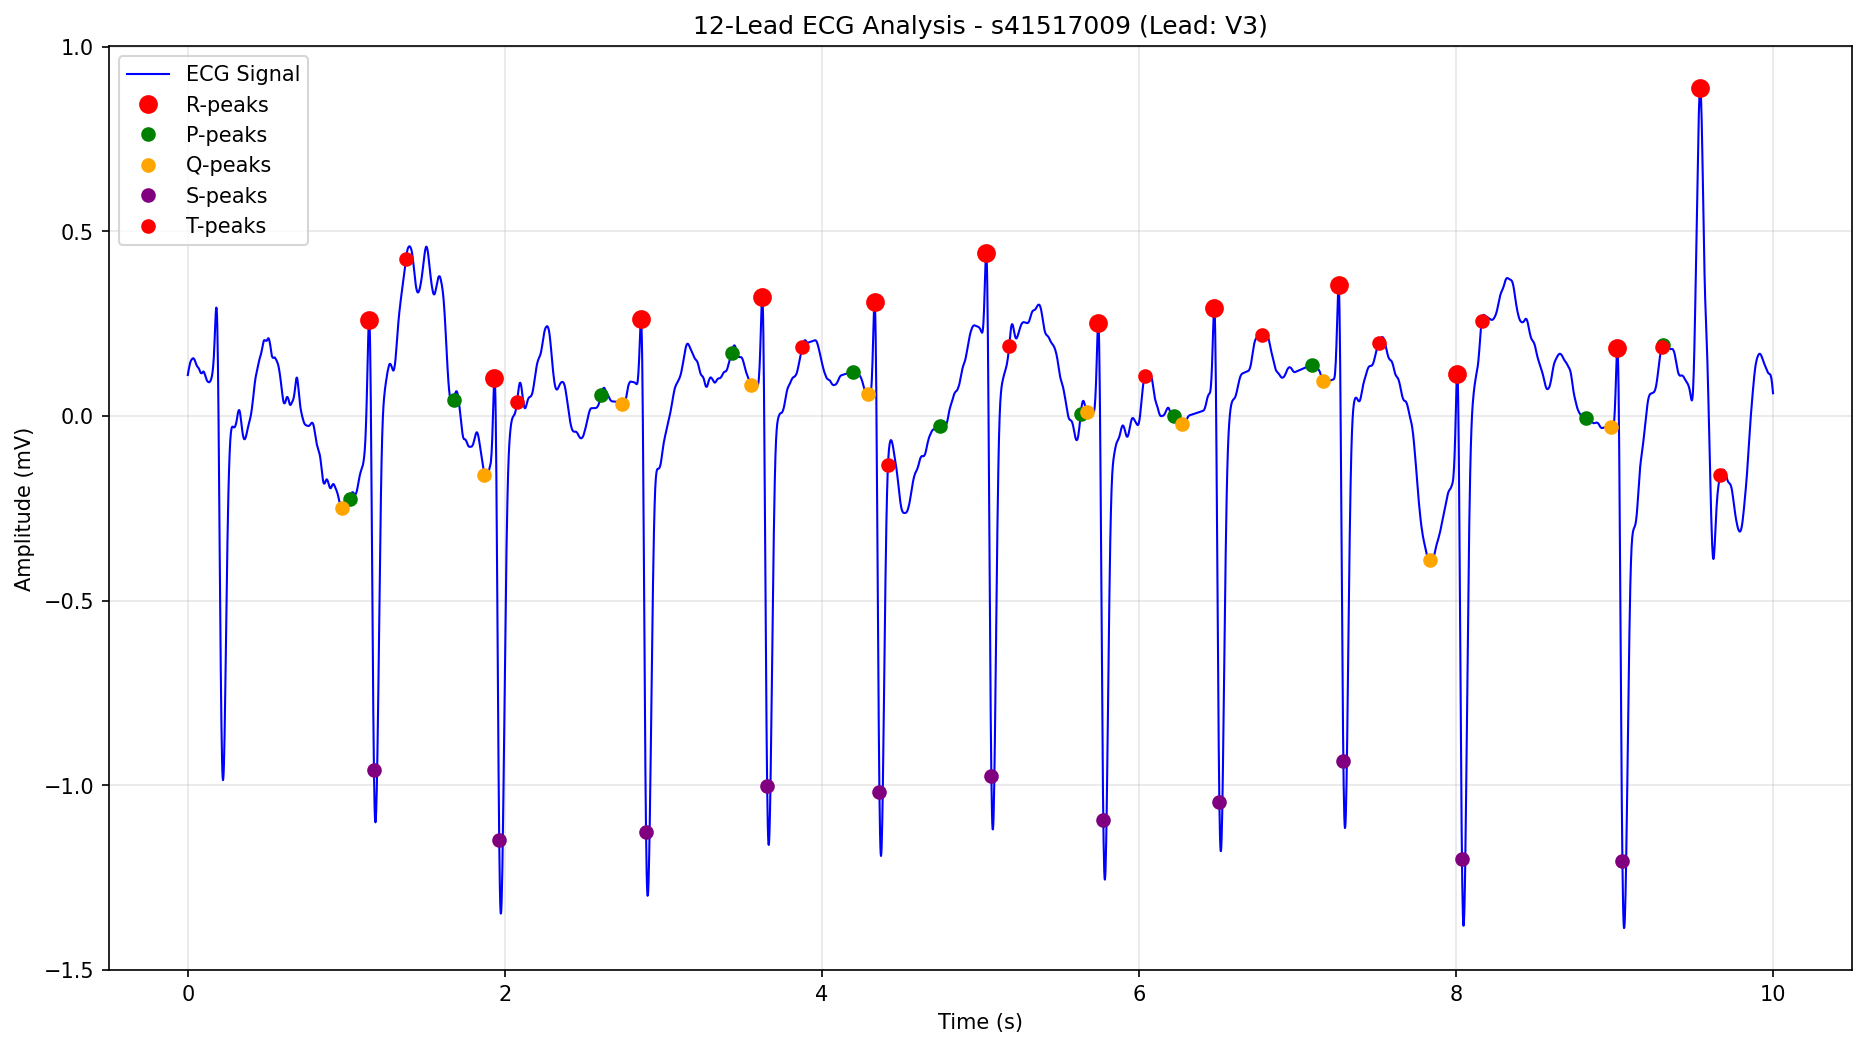 12-Lead ECG Analysis - s41517009 (Lead: V3)
ECG Signal
R-peaks
P-peaks
Q-peaks
S-peaks
T-peaks
1.0
0.5
0.0
−0.5
−1.0
−1.5
Amplitude (mV)
0 2 4 6 8 10
Time (s)